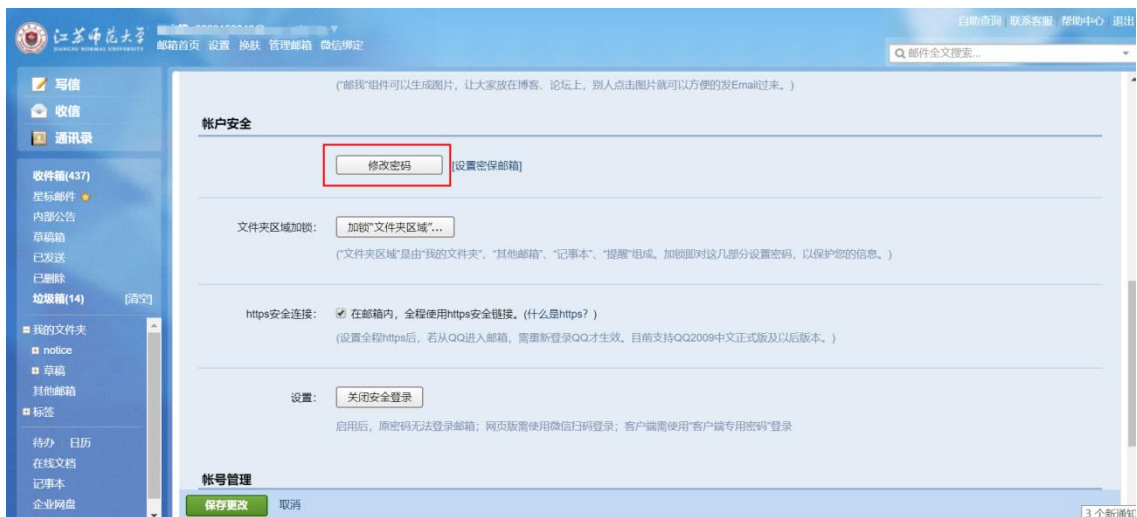 自助查询 | 联系客服 | 帮助中心 | 退出
江苏师范大学
JIANGSU NORMAL UNIVERSITY
邮箱首页 设置 换肤 管理邮箱 微信绑定
邮件全文搜索...
写信
收信
通讯录
收件箱(437)
星标邮件
内部公告
草稿箱
已发送
已删除
垃圾箱(14) [清空]
我的文件夹
notice
草稿
其他邮箱
标签
待办 日历
在线文档
记事本
企业网盘
("邮我"组件可以生成图片，让大家放在博客、论坛上，别人点击图片就可以方便的发Email过来。)
帐户安全
修改密码 [设置密保邮箱]
文件夹区域加锁： 加锁"文件夹区域"...
("文件夹区域"是由"我的文件夹"、"其他邮箱"、"记事本"、"提醒"组成。加锁即对这几部分设置密码，以保护您的信息。)
https安全连接： 在邮箱内，全程使用https安全链接。(什么是https？)
(设置全程https后，若从QQ进入邮箱，需重新登录QQ才生效。目前支持QQ2009中文正式版及以后版本。)
设置： 关闭安全登录
启用后，原密码无法登录邮箱；网页版需使用微信扫码登录；客户端需使用"客户端专用密码"登录
帐号管理
保存更改 取消
3 个新通知